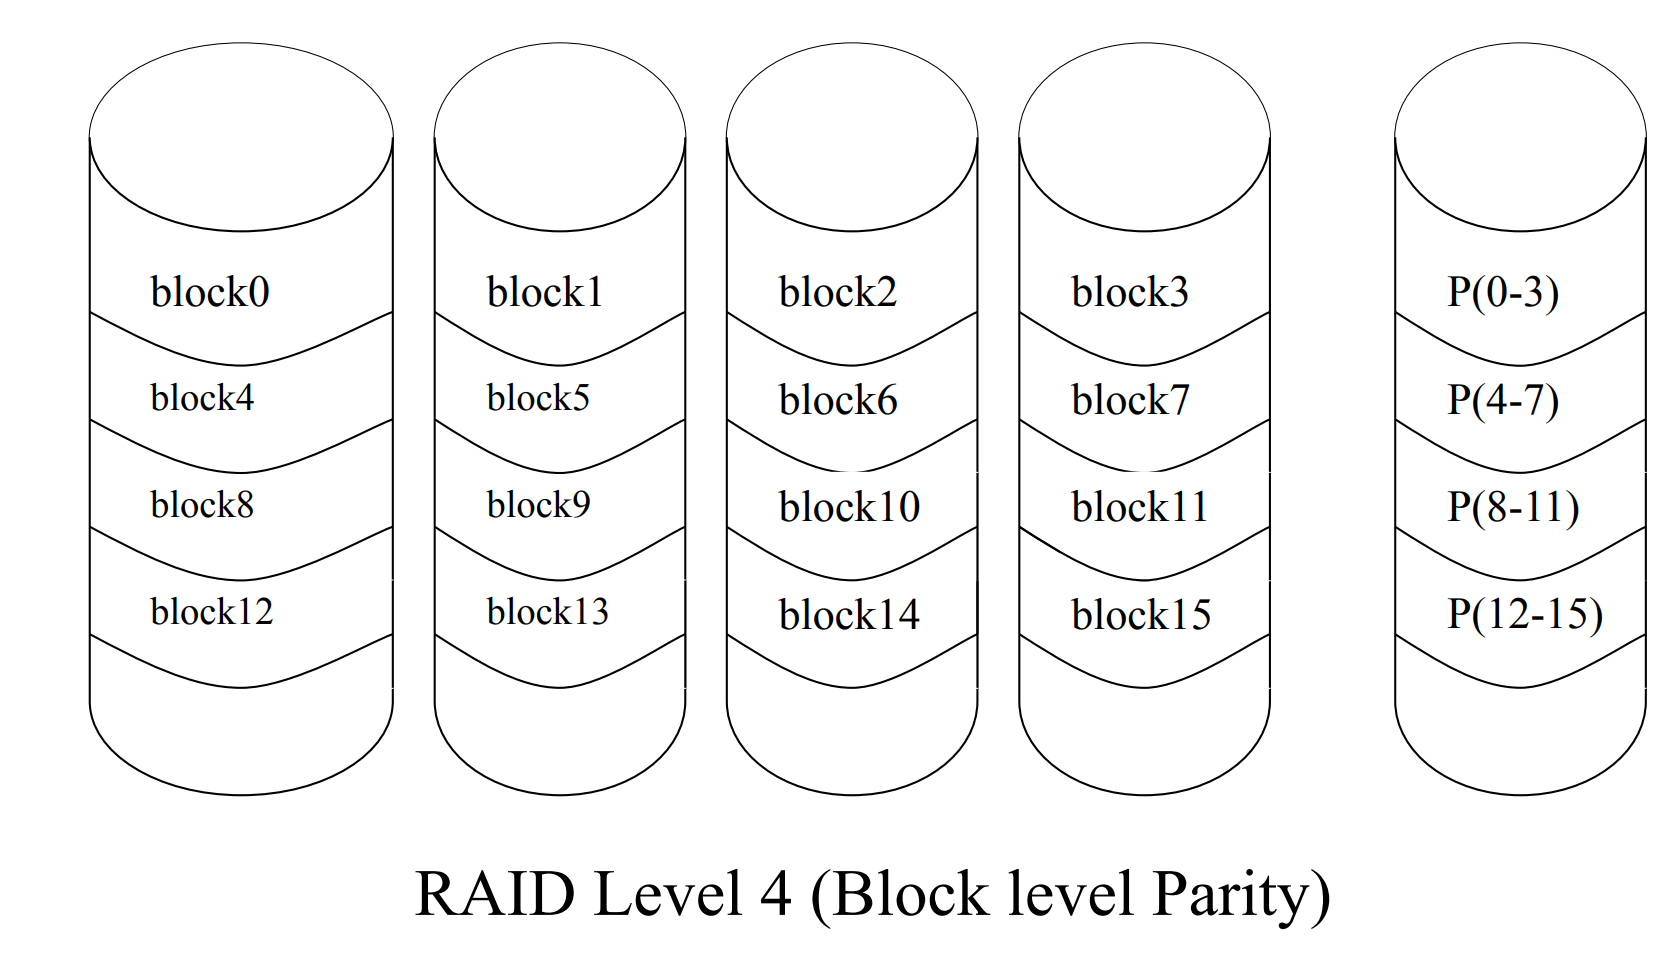 block0 block1 block2 block3 P(0-3)
block4 block5 block6 block7 P(4-7)
block8 block9 block10 block11 P(8-11)
block12 block13 block14 block15 P(12-15)
RAID Level 4 (Block level Parity)